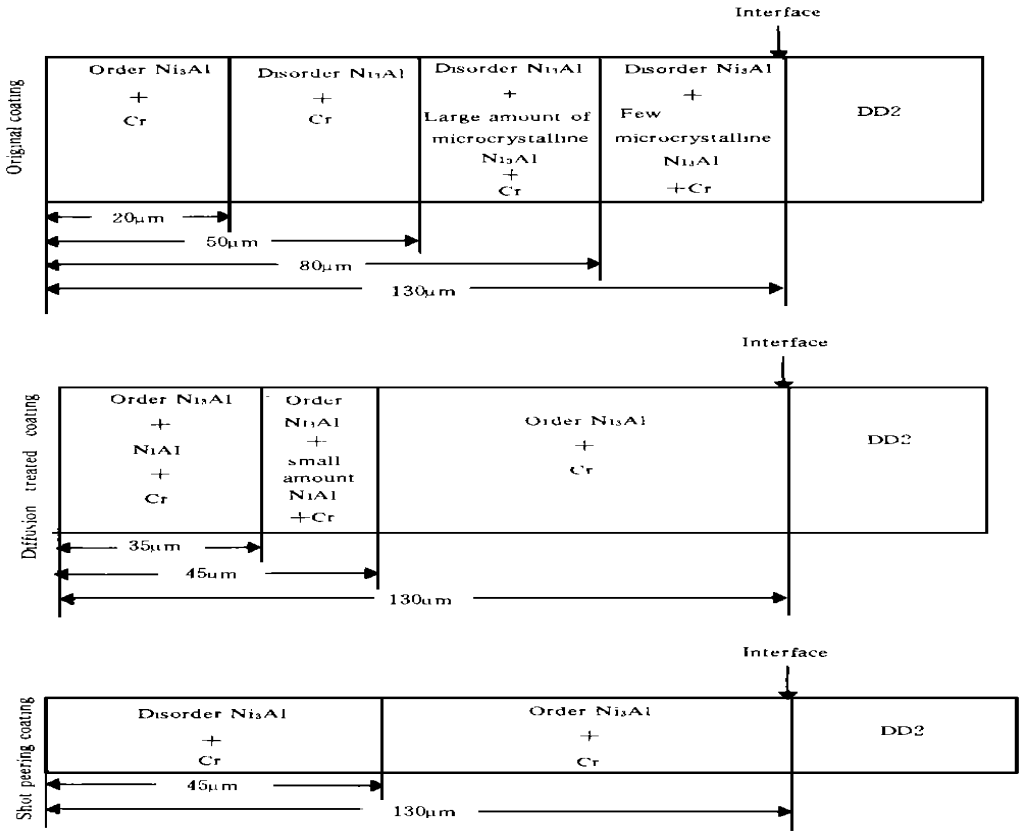 Interface
Original coating
Order Ni₃Al
+
Cr
Disorder Ni₃Al
+
Cr
Disorder Ni₃Al
+
Large amount of
microcrystalline
Ni₃Al
+
Cr
Disorder Ni₃Al
+
Few
microcrystalline
Ni₃Al
+Cr
DD2
20μm
50μm
80μm
130μm
Interface
Diffusion treated coating
Order Ni₃Al
+
NiAl
+
Cr
Order
Ni₃Al
+
small
amount
NiAl
+Cr
Order Ni₃Al
+
Cr
DD2
35μm
45μm
130μm
Interface
Shot peering coating
Disorder Ni₃Al
+
Cr
Order Ni₃Al
+
Cr
DD2
45μm
130μm